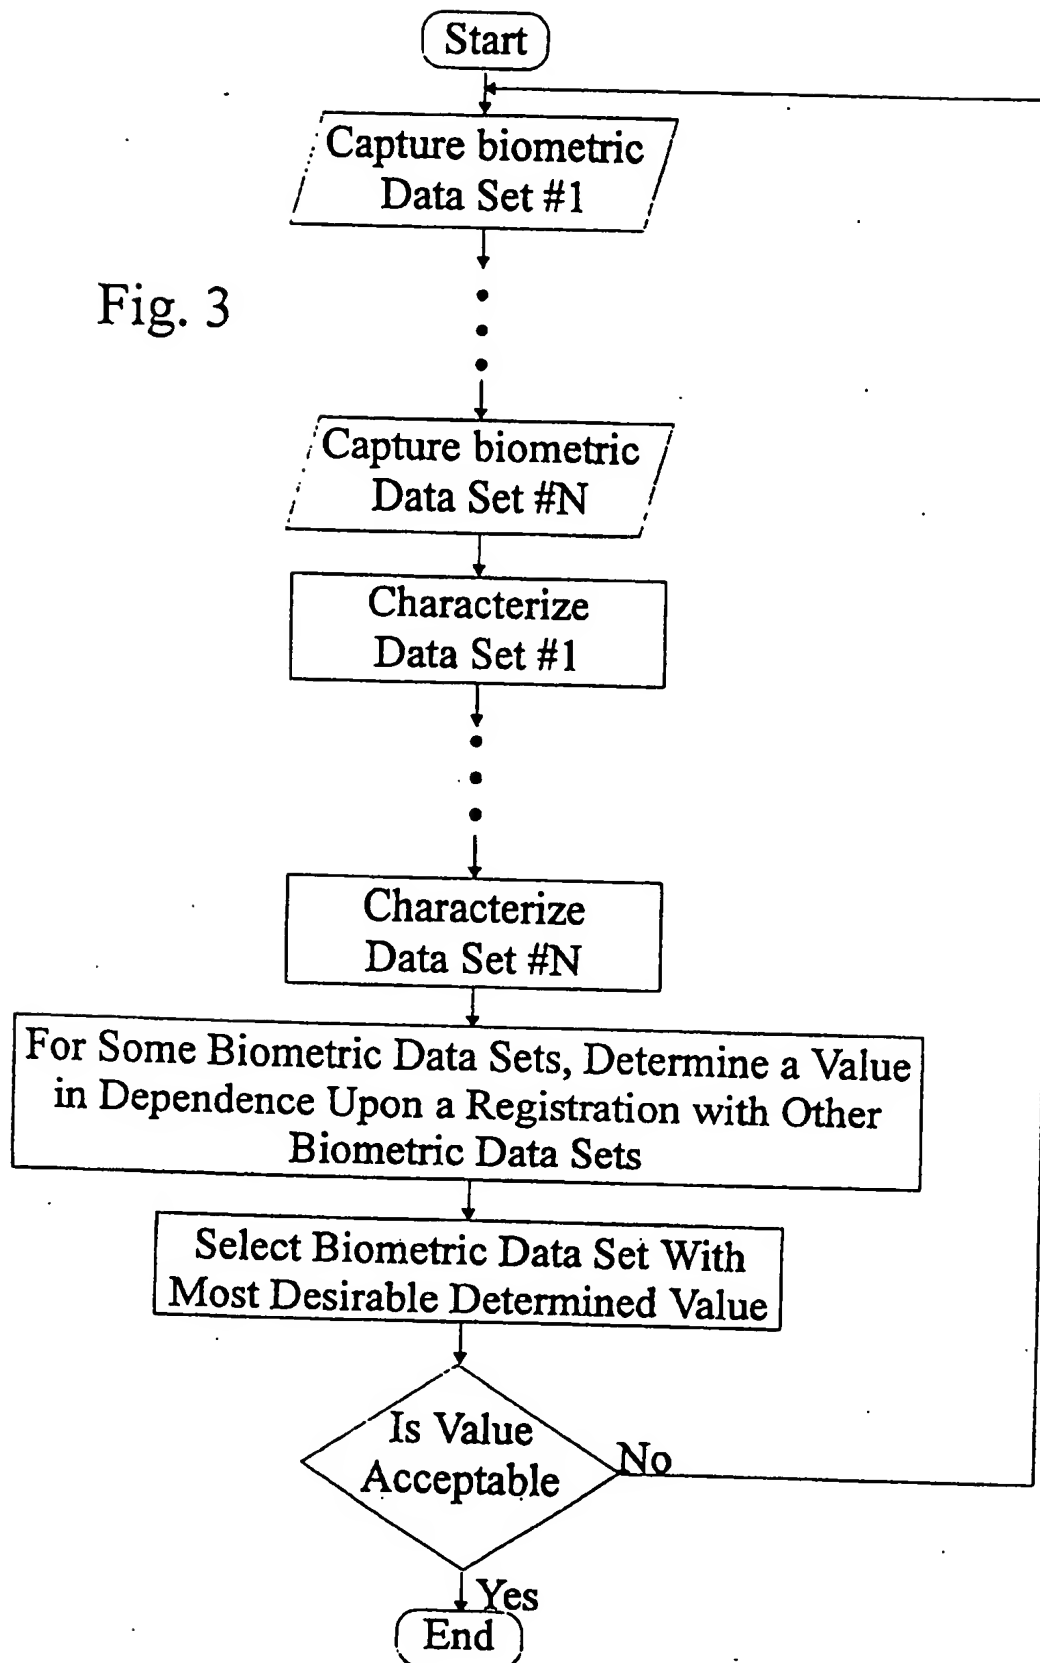 Start
Capture biometric
Data Set #1
Fig. 3
Capture biometric
Data Set #N
Characterize
Data Set #1
Characterize
Data Set #N
For Some Biometric Data Sets, Determine a Value
in Dependence Upon a Registration with Other
Biometric Data Sets
Select Biometric Data Set With
Most Desirable Determined Value
Is Value
Acceptable
No
Yes
End